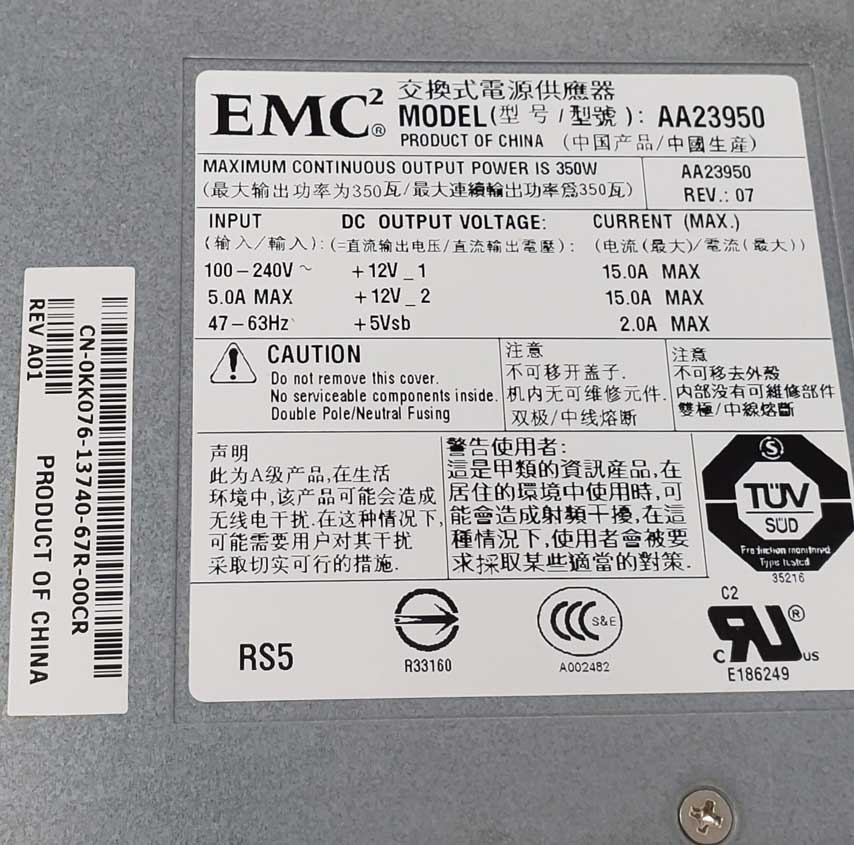 EMC²®
交換式電源供應器
MODEL(型号/型號): AA23950
PRODUCT OF CHINA (中国产品/中國生産)
MAXIMUM CONTINUOUS OUTPUT POWER IS 350W
(最大输出功率为350瓦/最大連續輸出功率爲350瓦)
AA23950
REV.: 07
INPUT DC OUTPUT VOLTAGE: CURRENT (MAX.)
(输入/輸入): (=直流输出电压/直流輸出電壓): (电流(最大)/電流(最大))
100-240V~ +12V_1 15.0A MAX
5.0A MAX +12V_2 15.0A MAX
47-63Hz +5Vsb 2.0A MAX
CAUTION
Do not remove this cover.
No serviceable components inside.
Double Pole/Neutral Fusing
注意
不可移开盖子.
机内无可维修元件.
双极/中线熔断
注意
不可移去外殼
内部没有可維修部件
雙極/中線熔斷
声明
此为A级产品,在生活
环境中,该产品可能会造成
无线电干扰.在这种情况下,
可能需要用户对其干扰
采取切实可行的措施.
警告使用者:
這是甲類的資訊産品,在
居住的環境中使用時,可
能會造成射頻干擾,在這
種情況下,使用者會被要
求採取某些適當的對策.
S
TÜV
SÜD
Production monitored
Type tested
35216
RS5
R33160
CCC S&E
A002482
C2
C RU ® US
E186249
CN-0KK076-13740-67R-00CR
REV A01
PRODUCT OF CHINA